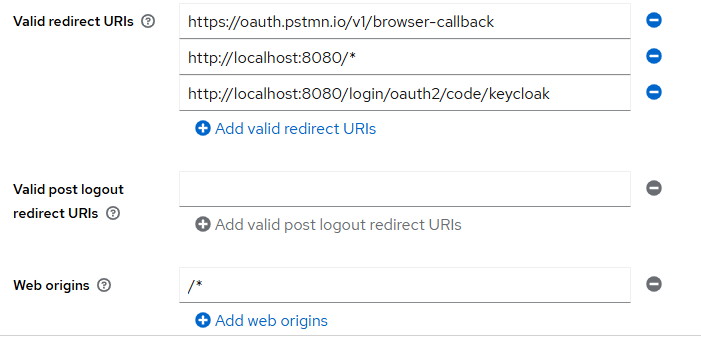 Valid redirect URIs
https://oauth.pstmn.io/v1/browser-callback
http://localhost:8080/*
http://localhost:8080/login/oauth2/code/keycloak
Add valid redirect URIs
Valid post logout
redirect URIs
Add valid post logout redirect URIs
Web origins
/*
Add web origins